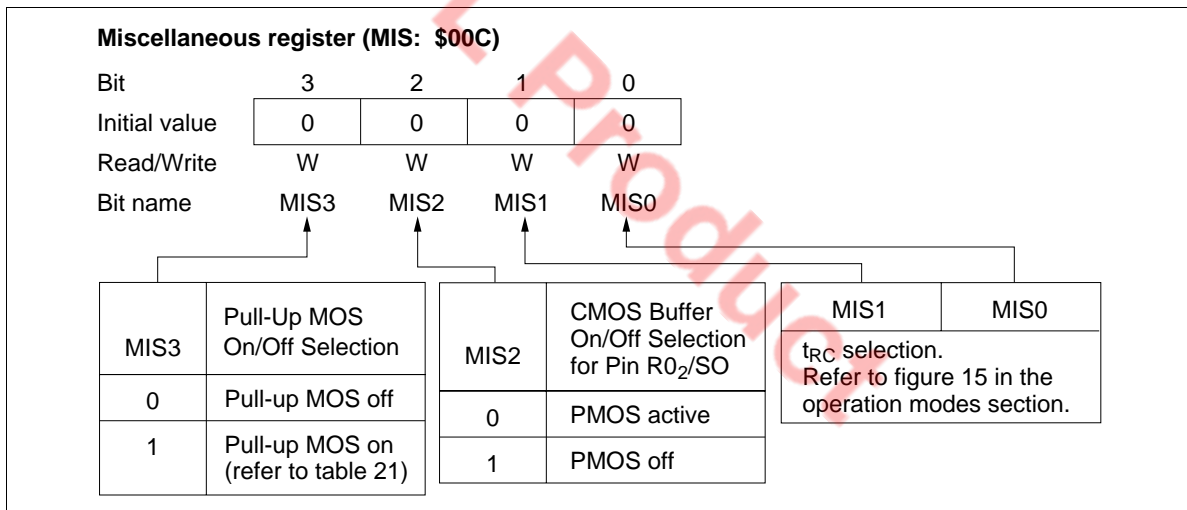 Miscellaneous register (MIS: $00C)
Bit 3 2 1 0
Initial value 0 0 0 0
Read/Write W W W W
Bit name MIS3 MIS2 MIS1 MIS0
MIS3 Pull-Up MOS
On/Off Selection
0 Pull-up MOS off
1 Pull-up MOS on
(refer to table 21)
MIS2 CMOS Buffer
On/Off Selection
for Pin R0₂/SO
0 PMOS active
1 PMOS off
MIS1 MIS0
tRC selection.
Refer to figure 15 in the
operation modes section.
L Product